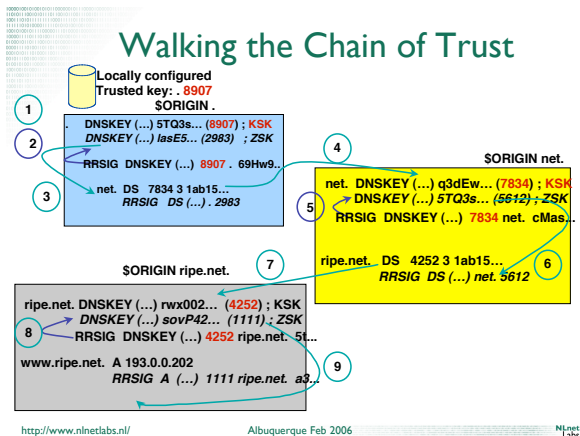 Walking the Chain of Trust
Locally configured
Trusted key: . 8907
$ORIGIN .
1
. DNSKEY (...) 5TQ3s... (8907) ; KSK
DNSKEY (...) lasE5... (2983) ; ZSK
2
RRSIG DNSKEY (...) 8907 . 69Hw9..
3
net. DS 7834 3 1ab15...
RRSIG DS (...) . 2983
4
$ORIGIN net.
net. DNSKEY (...) q3dEw... (7834) ; KSK
DNSKEY (...) 5TQ3s... (5612) ; ZSK
5
RRSIG DNSKEY (...) 7834 net. cMas...
ripe.net. DS 4252 3 1ab15...
6
RRSIG DS (...) net. 5612
7
$ORIGIN ripe.net.
ripe.net. DNSKEY (...) rwx002... (4252) ; KSK
DNSKEY (...) sovP42... (1111) ; ZSK
8
RRSIG DNSKEY (...) 4252 ripe.net. 5t...
www.ripe.net. A 193.0.0.202
9
RRSIG A (...) 1111 ripe.net. a3...
http://www.nlnetlabs.nl/
Albuquerque Feb 2006
NLnet
Labs